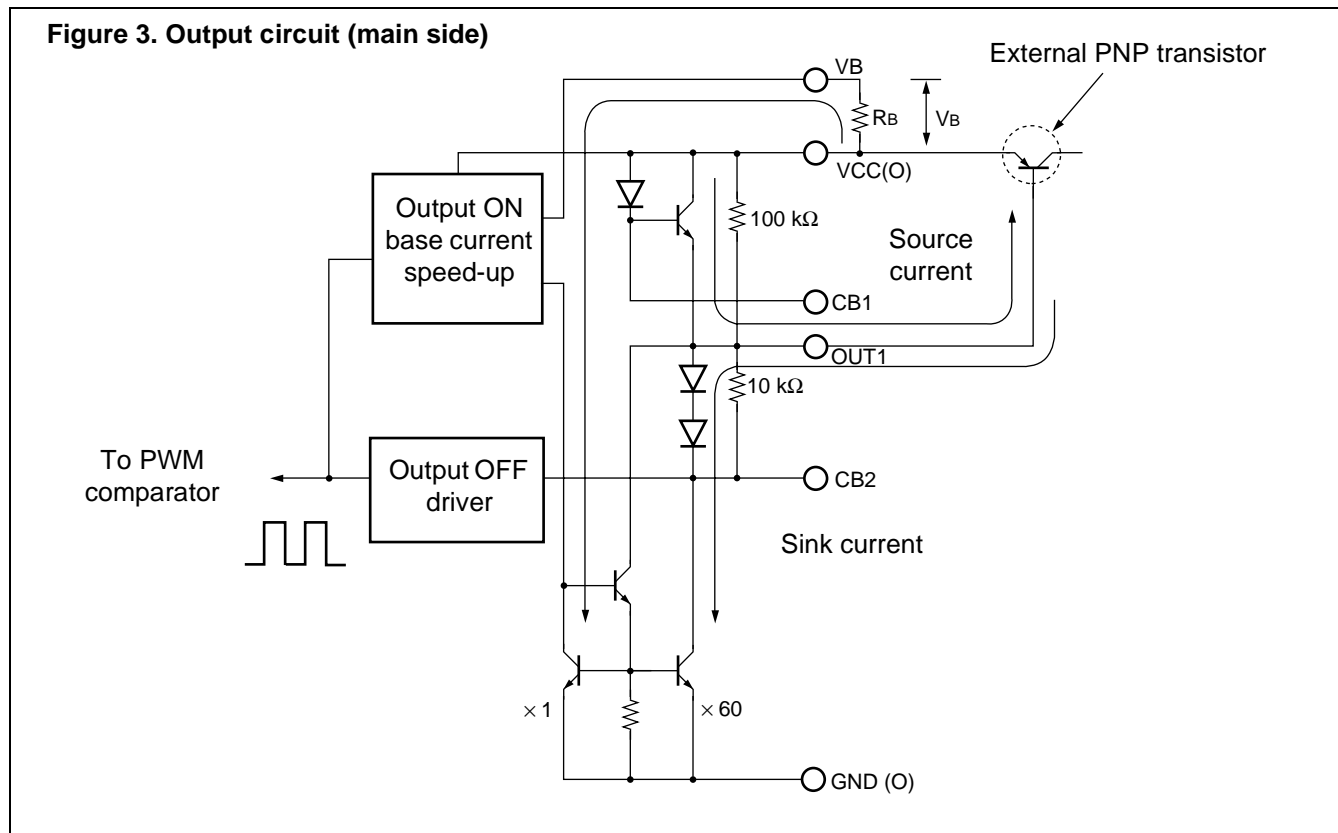 Figure 3. Output circuit (main side)
External PNP transistor
VB
RB
VB
VCC(O)
Output ON
base current
speed-up
100 kΩ
Source
current
CB1
OUT1
10 kΩ
To PWM
comparator
Output OFF
driver
CB2
Sink current
× 1
× 60
GND (O)